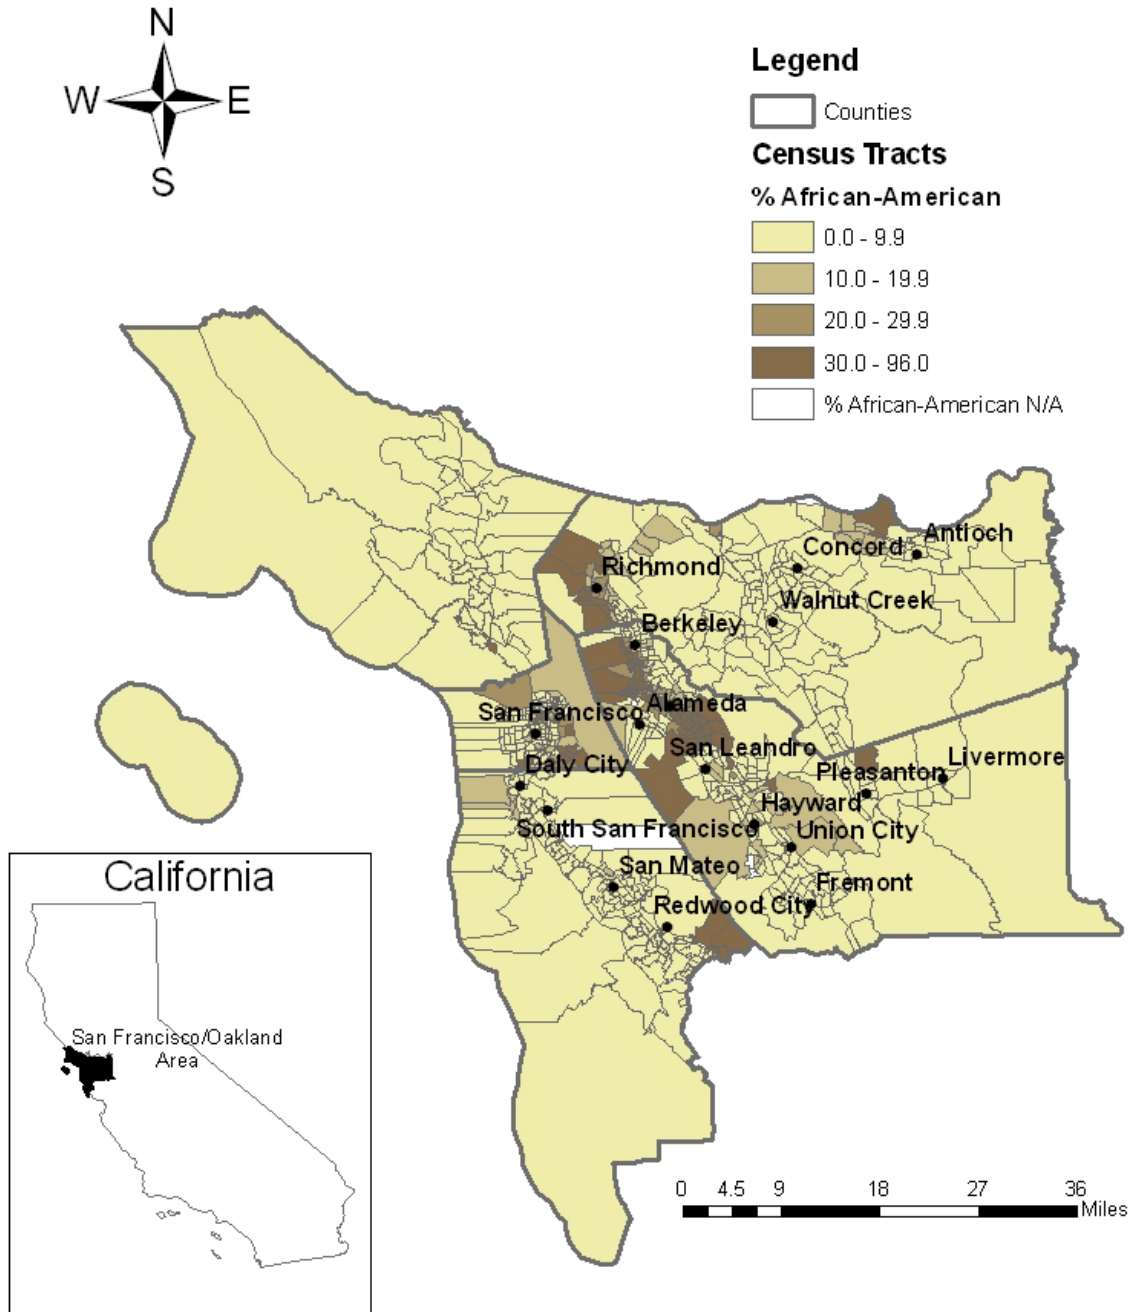 N
W E
S
Legend
Counties
Census Tracts
% African-American
0.0 - 9.9
10.0 - 19.9
20.0 - 29.9
30.0 - 96.0
% African-American N/A
Antioch
Concord
Richmond
Walnut Creek
Berkeley
Alameda
San Francisco
San Leandro
Livermore
Daly City
Pleasanton
Hayward
South San Francisco
Union City
San Mateo
Fremont
Redwood City
California
San Francisco/Oakland
Area
0 4.5 9 18 27 36
Miles